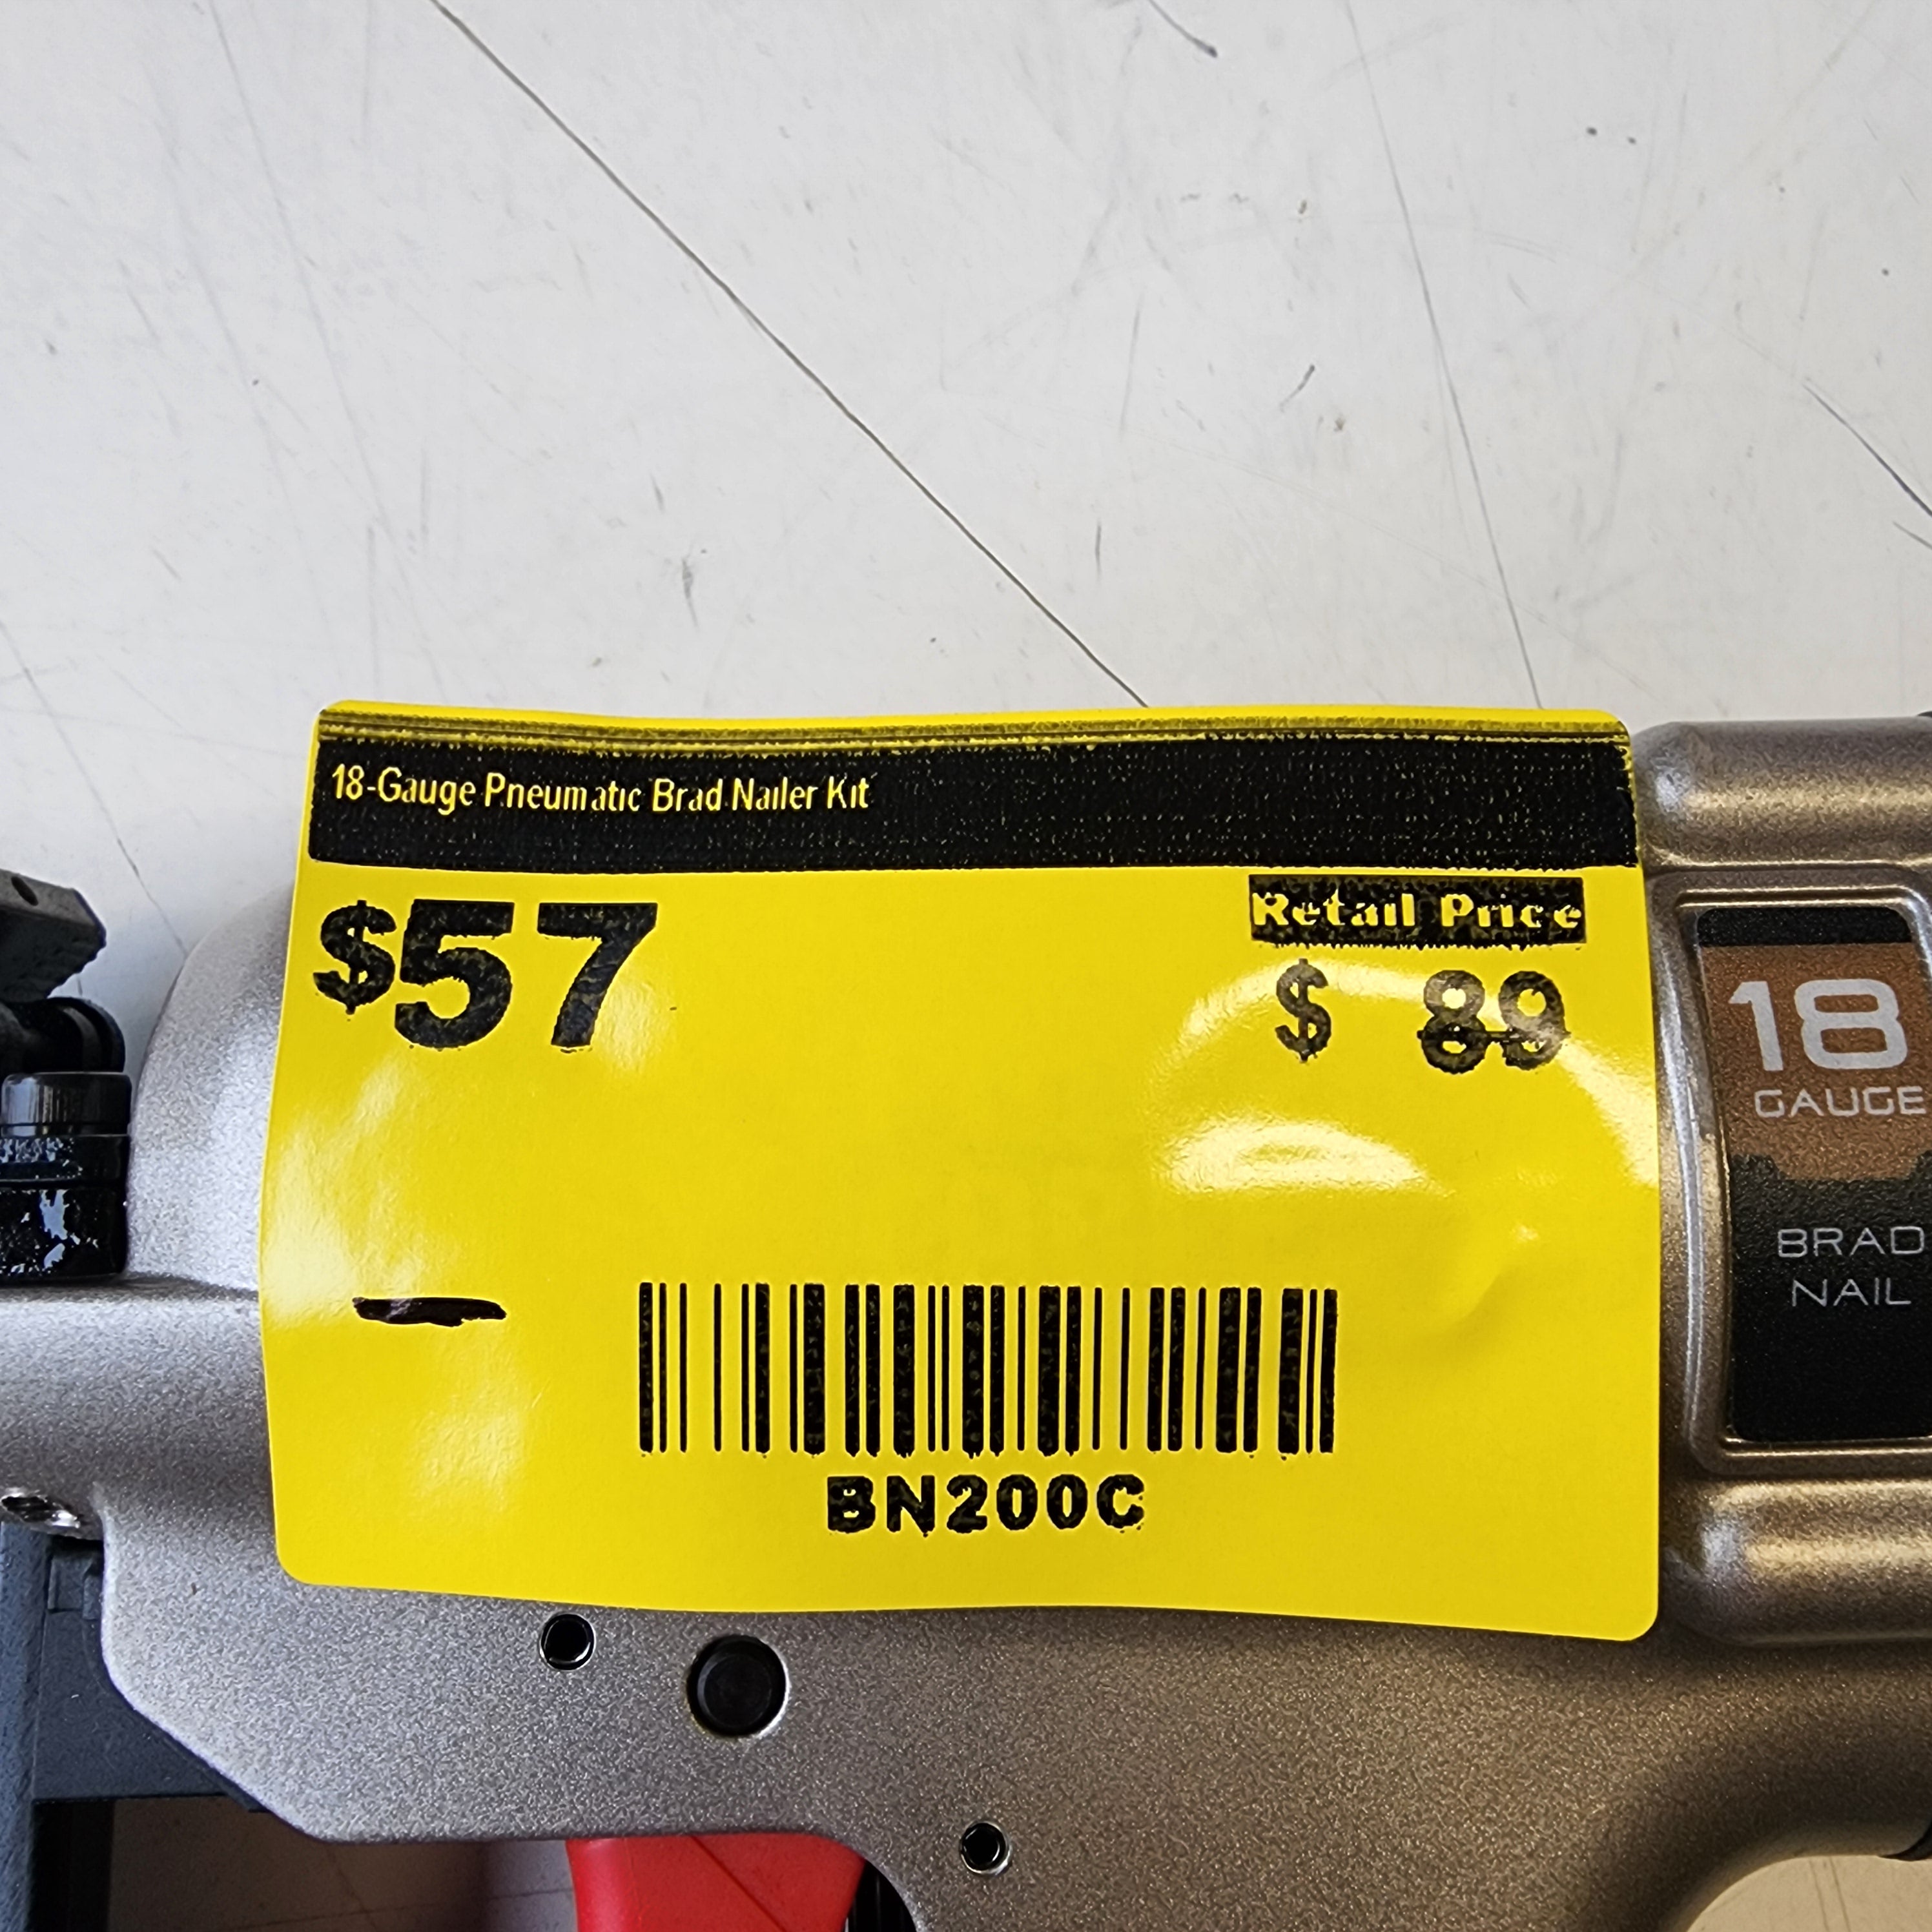 18-Gauge Pneumatic Brad Nailer Kit
$57
Retail Price
$ 89
BN200C
18
GAUGE
BRAD
NAIL